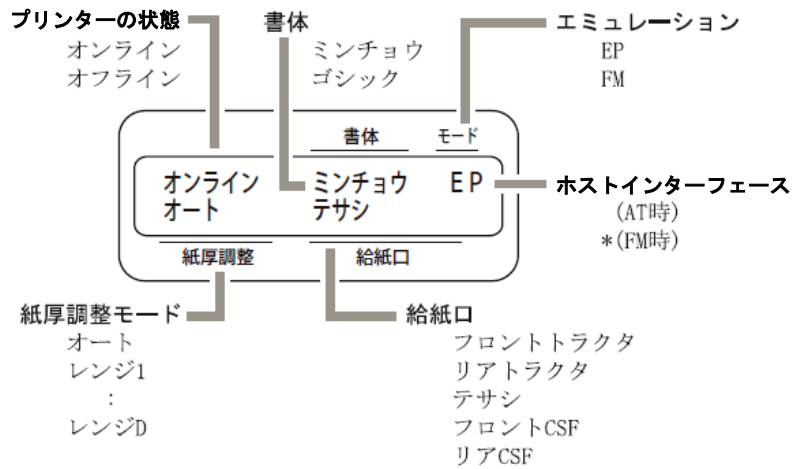 プリンターの状態
オンライン
オフライン
書体
ミンチョウ
ゴシック
エミュレーション
EP
FM
書体
モード
オンライン ミンチョウ EP
オート テサシ
紙厚調整
給紙口
ホストインターフェース
(AT時)
*(FM時)
紙厚調整モード
オート
レンジ1
:
レンジD
給紙口
フロントトラクタ
リアトラクタ
テサシ
フロントCSF
リアCSF